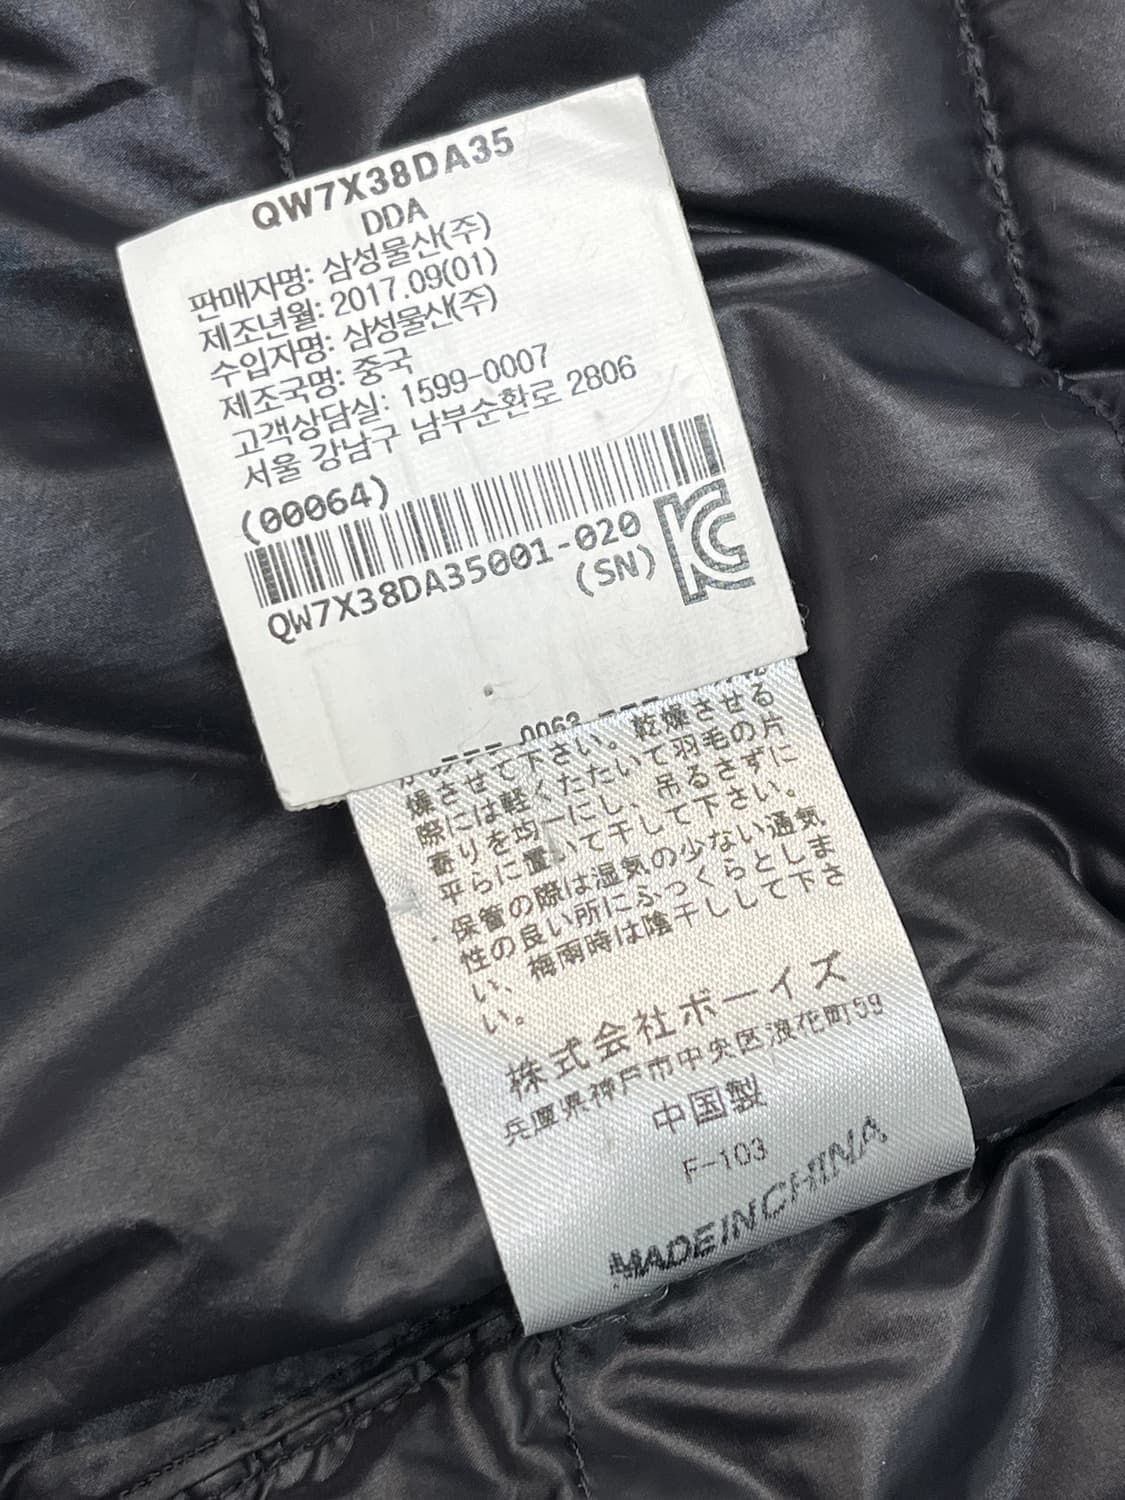 QW7X38DA35
DDA
판매자명: 삼성물산(주)
제조년월: 2017.09(01)
수입자명: 삼성물산(주)
제조국명: 중국
고객상담실: 1599-0007
서울 강남구 남부순환로 2806
(00064)
QW7X38DA35001-020
(SN)
KC
--- 0063 ---
燥させて下さい。乾燥させる
際には軽くたたいて羽毛の片
寄りを均一にし、吊るさずに
平らに置いて干して下さい。
保管の際は湿気の少ない通気
性の良い所にふっくらとしま
い、梅雨時は陰干しして下さ
い。
株式会社ボーイズ
兵庫県神戸市中央区浪花町59
中国製
F-103
MADE IN CHINA